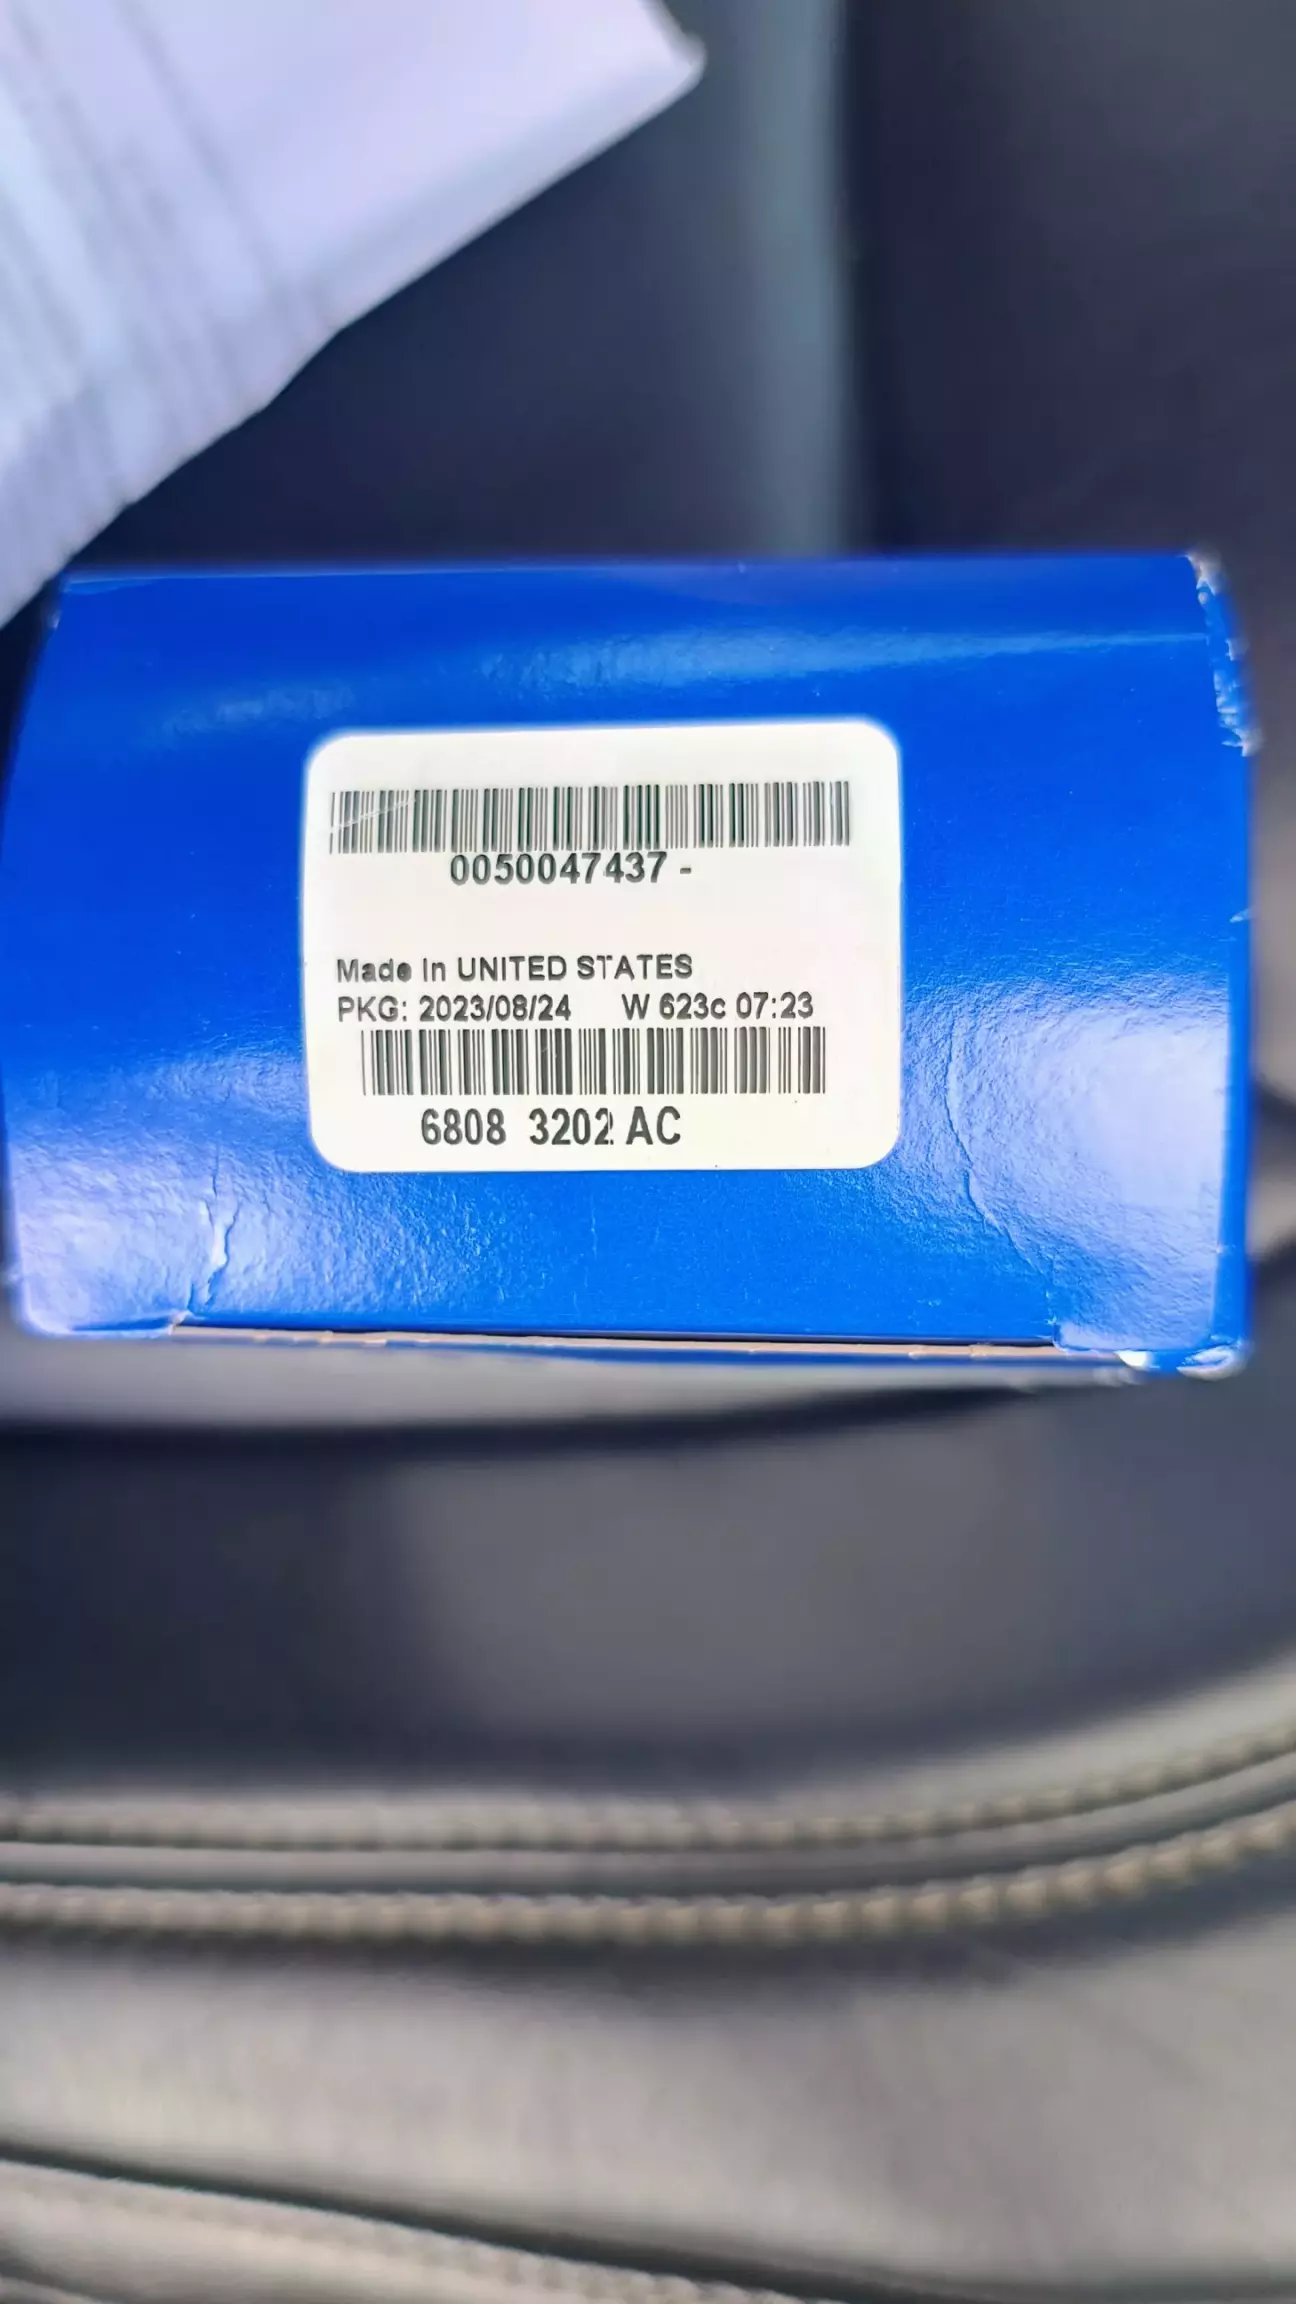 0050047437 -
Made In UNITED STATES
PKG: 2023/08/24 W 623c 07:23
6808 3202 AC